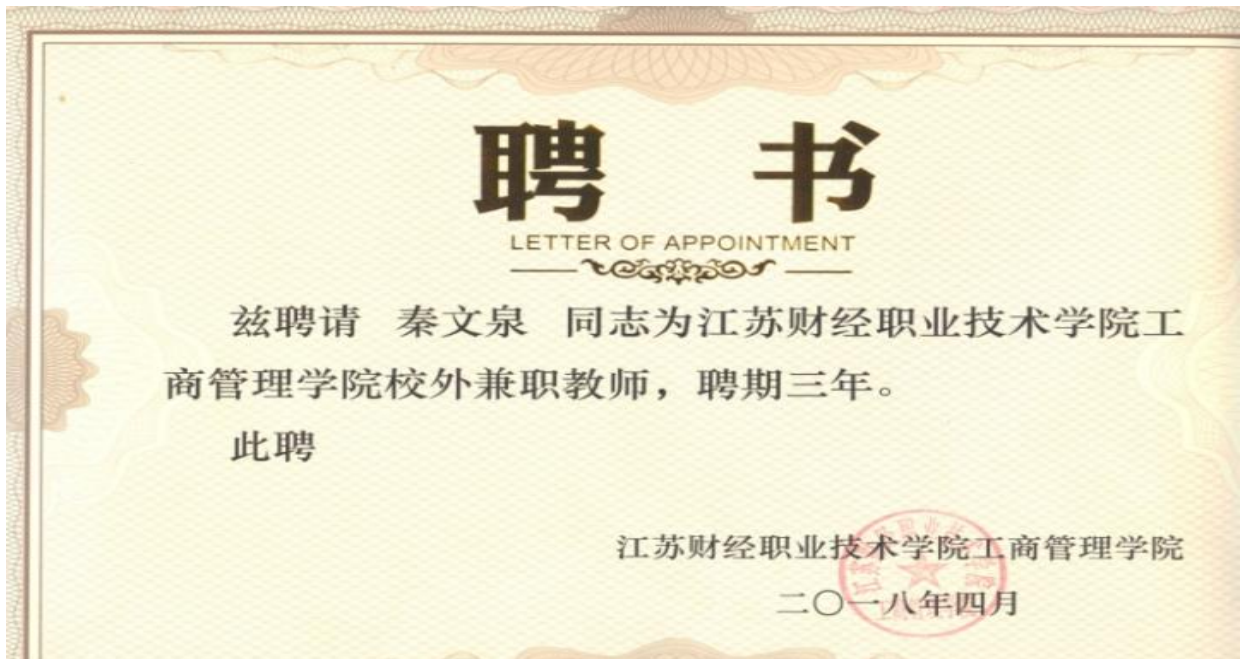 聘 书
LETTER OF APPOINTMENT
兹聘请 秦文泉 同志为江苏财经职业技术学院工
商管理学院校外兼职教师，聘期三年。
此聘
江苏财经职业技术学院工商管理学院
二〇一八年四月